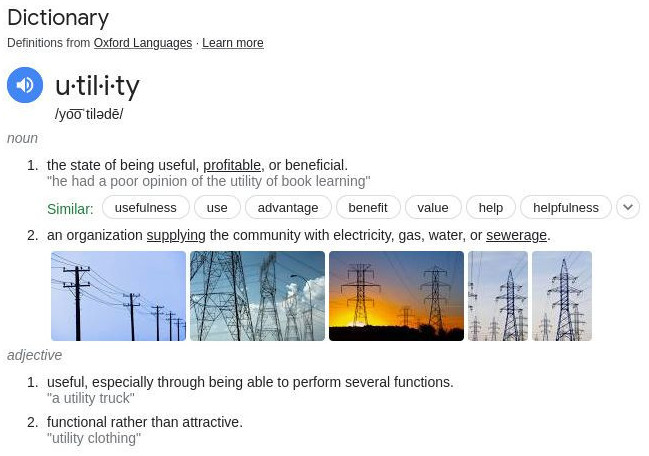 Dictionary
Definitions from Oxford Languages · Learn more
u·til·i·ty
/yo͞oˈtilədē/
noun
1. the state of being useful, profitable, or beneficial.
"he had a poor opinion of the utility of book learning"
Similar: usefulness use advantage benefit value help helpfulness
2. an organization supplying the community with electricity, gas, water, or sewerage.
adjective
1. useful, especially through being able to perform several functions.
"a utility truck"
2. functional rather than attractive.
"utility clothing"